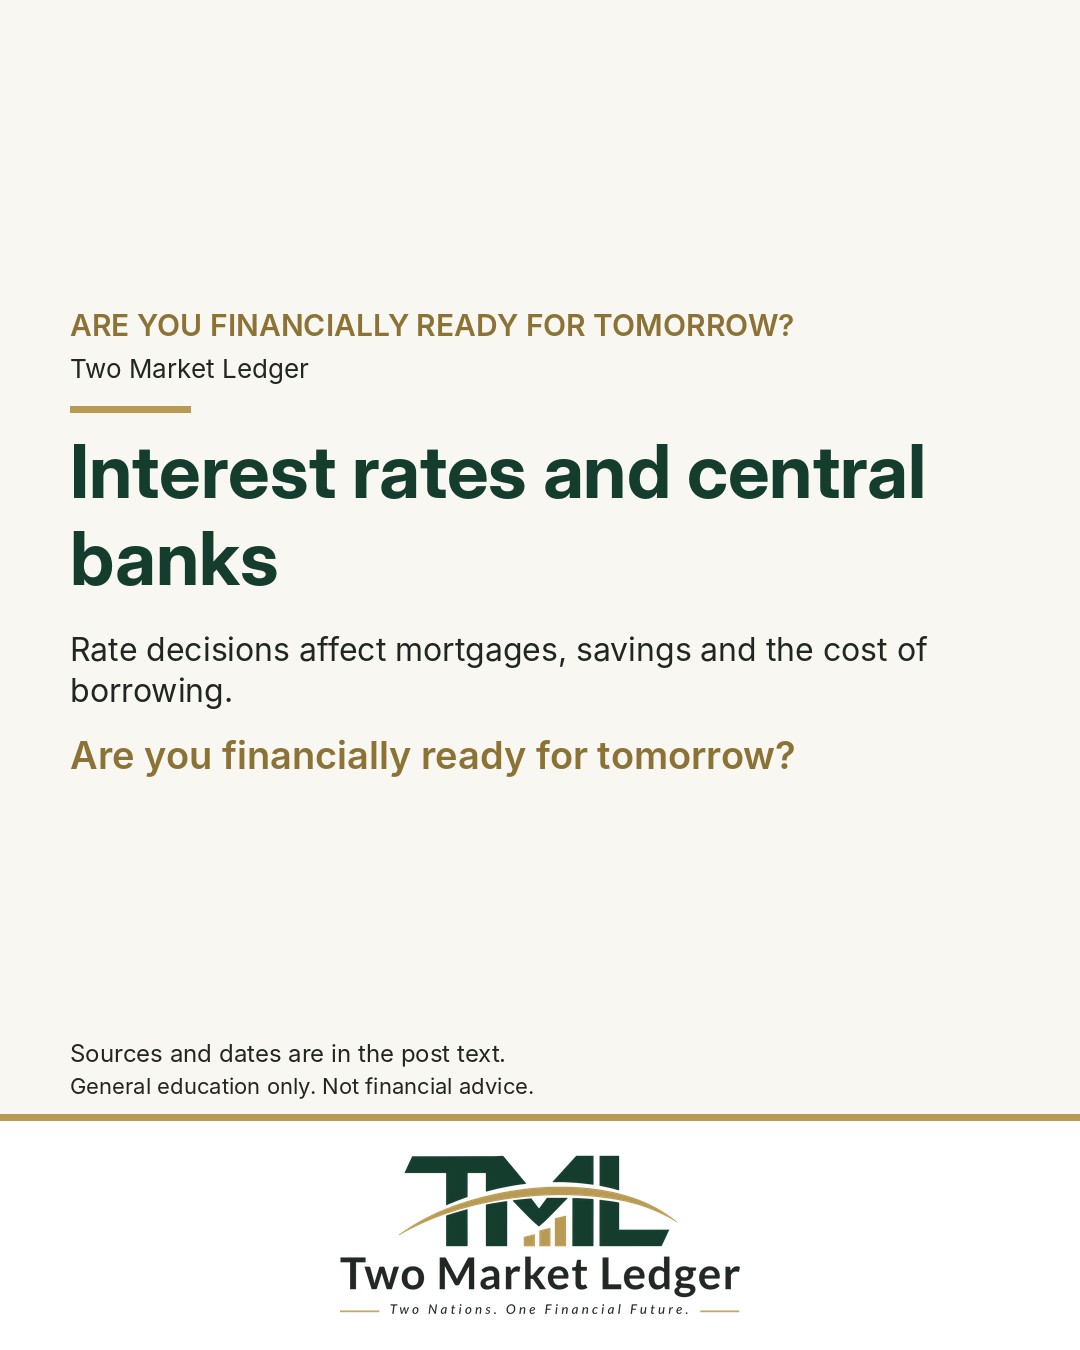 ARE YOU FINANCIALLY READY FOR TOMORROW?
Two Market Ledger
Interest rates and central
banks
Rate decisions affect mortgages, savings and the cost of
borrowing.
Are you financially ready for tomorrow?
Sources and dates are in the post text.
General education only. Not financial advice.
TML
Two Market Ledger
Two Nations. One Financial Future.